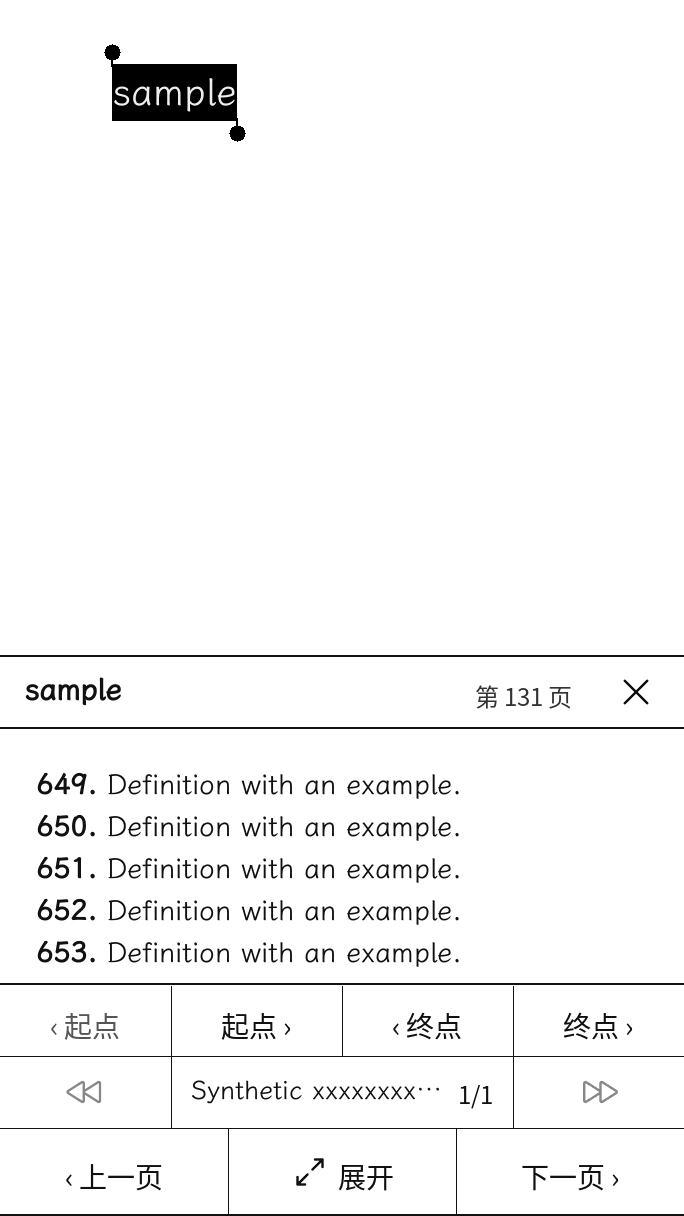 sample
sample 第 131 页
649. Definition with an example.
650. Definition with an example.
651. Definition with an example.
652. Definition with an example.
653. Definition with an example.
‹ 起点 起点 › ‹ 终点 终点 ›
Synthetic xxxxxxxx… 1/1
‹ 上一页 展开 下一页 ›